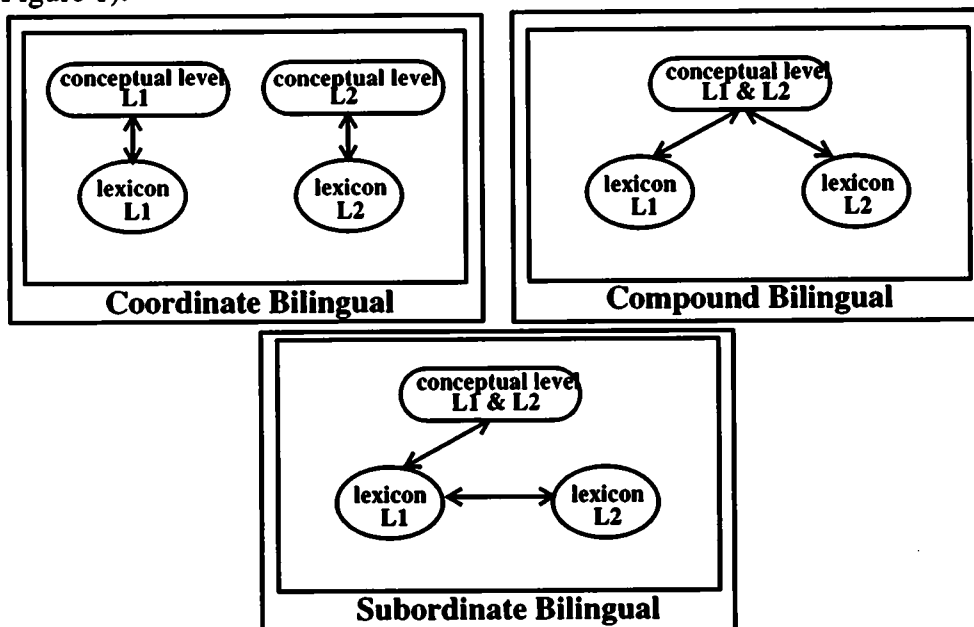 Figure 1).
conceptual level
L1
conceptual level
L2
lexicon
L1
lexicon
L2
Coordinate Bilingual
conceptual level
L1 & L2
lexicon
L1
lexicon
L2
Compound Bilingual
conceptual level
L1 & L2
lexicon
L1
lexicon
L2
Subordinate Bilingual